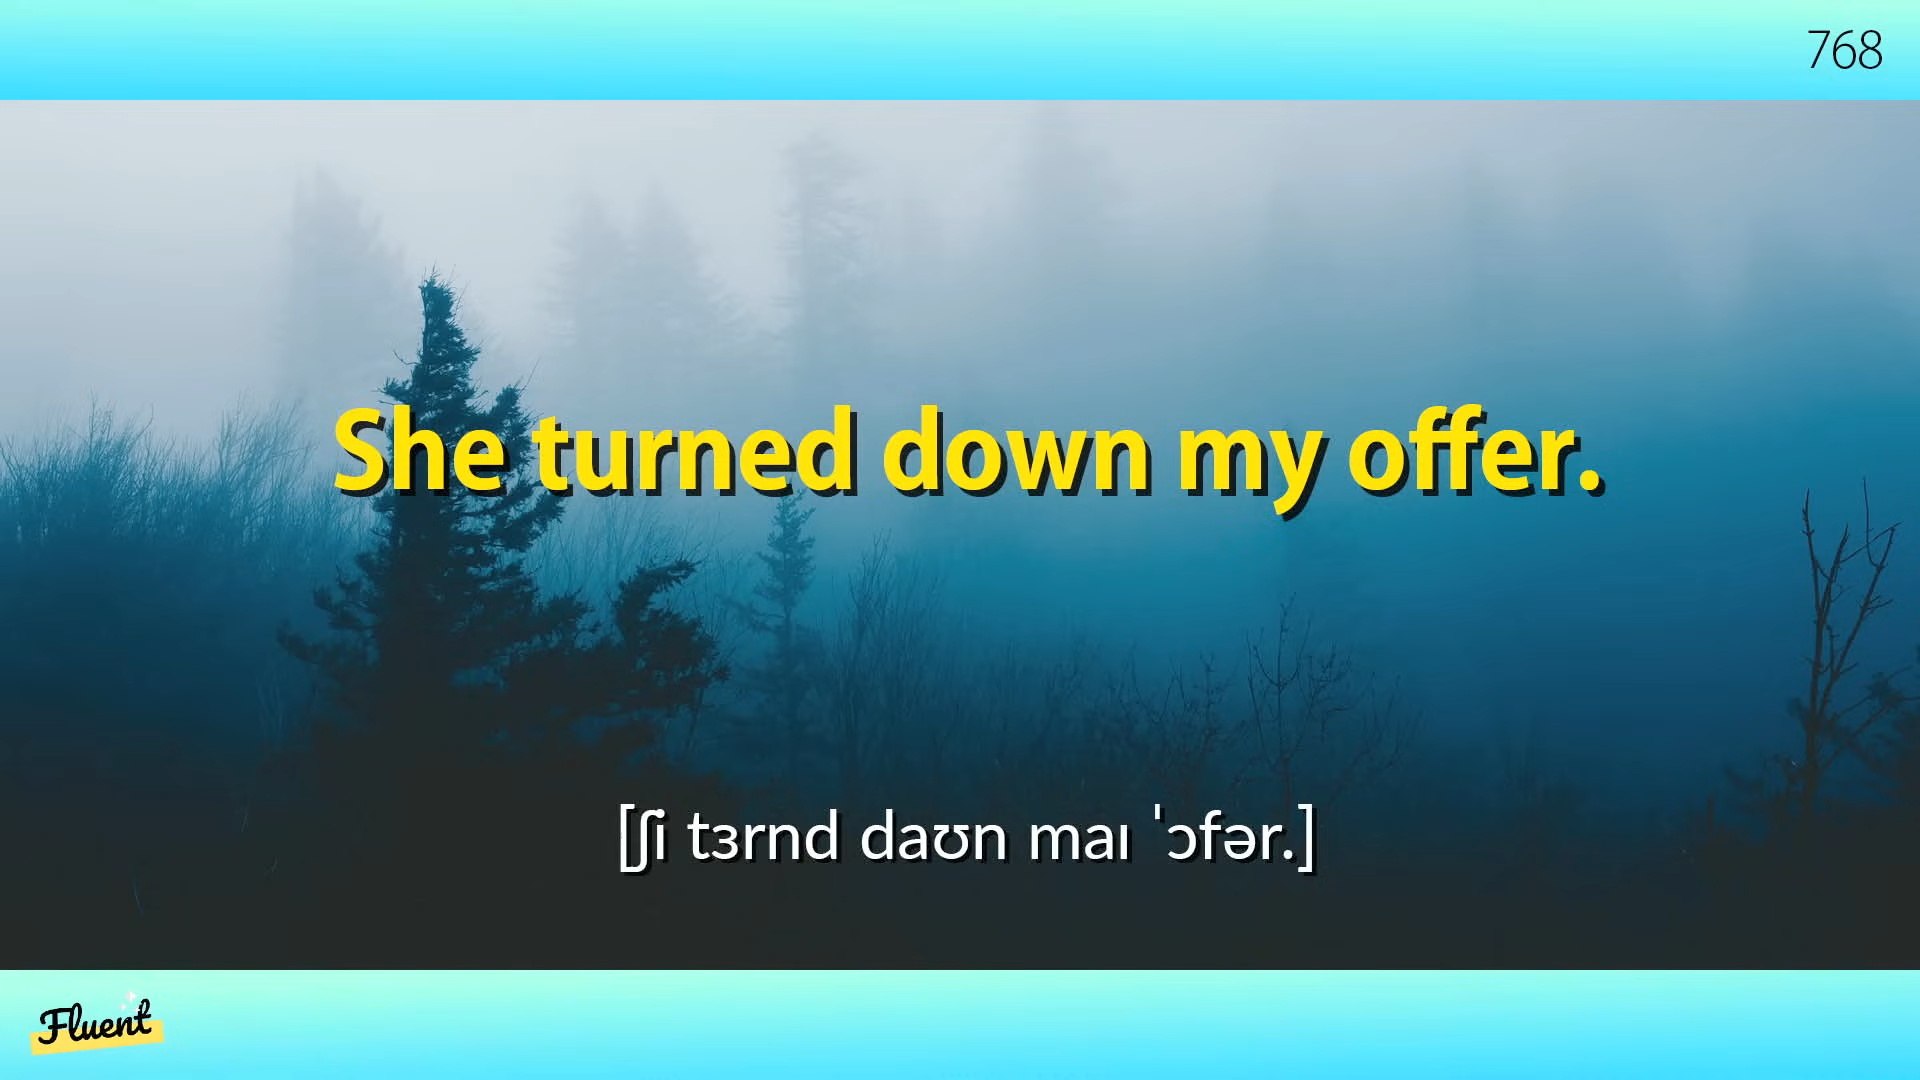 768
She turned down my offer.
[ʃi tɜrnd daʊn maɪ ˈɔfər.]
Fluent